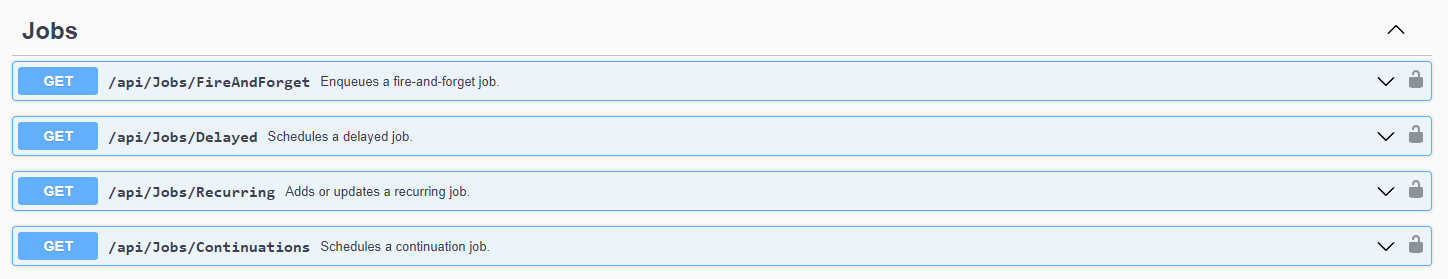 Jobs
GET /api/Jobs/FireAndForget Enqueues a fire-and-forget job.
GET /api/Jobs/Delayed Schedules a delayed job.
GET /api/Jobs/Recurring Adds or updates a recurring job.
GET /api/Jobs/Continuations Schedules a continuation job.